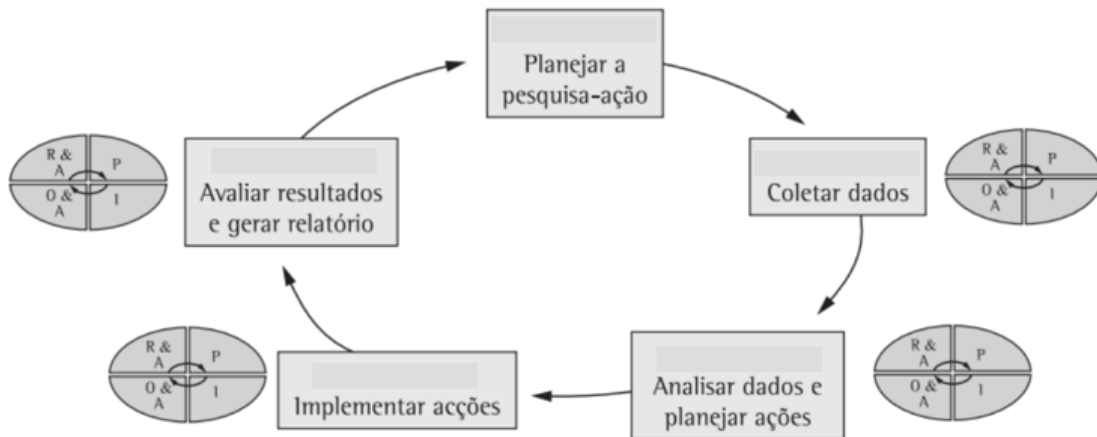 Planejar a
pesquisa-ação
R &
A
P
O &
A
I
Avaliar resultados
e gerar relatório
Coletar dados
R &
A
P
O &
A
I
R &
A
P
O &
A
I
Implementar acções
Analisar dados e
planejar ações
R &
A
P
O &
A
I